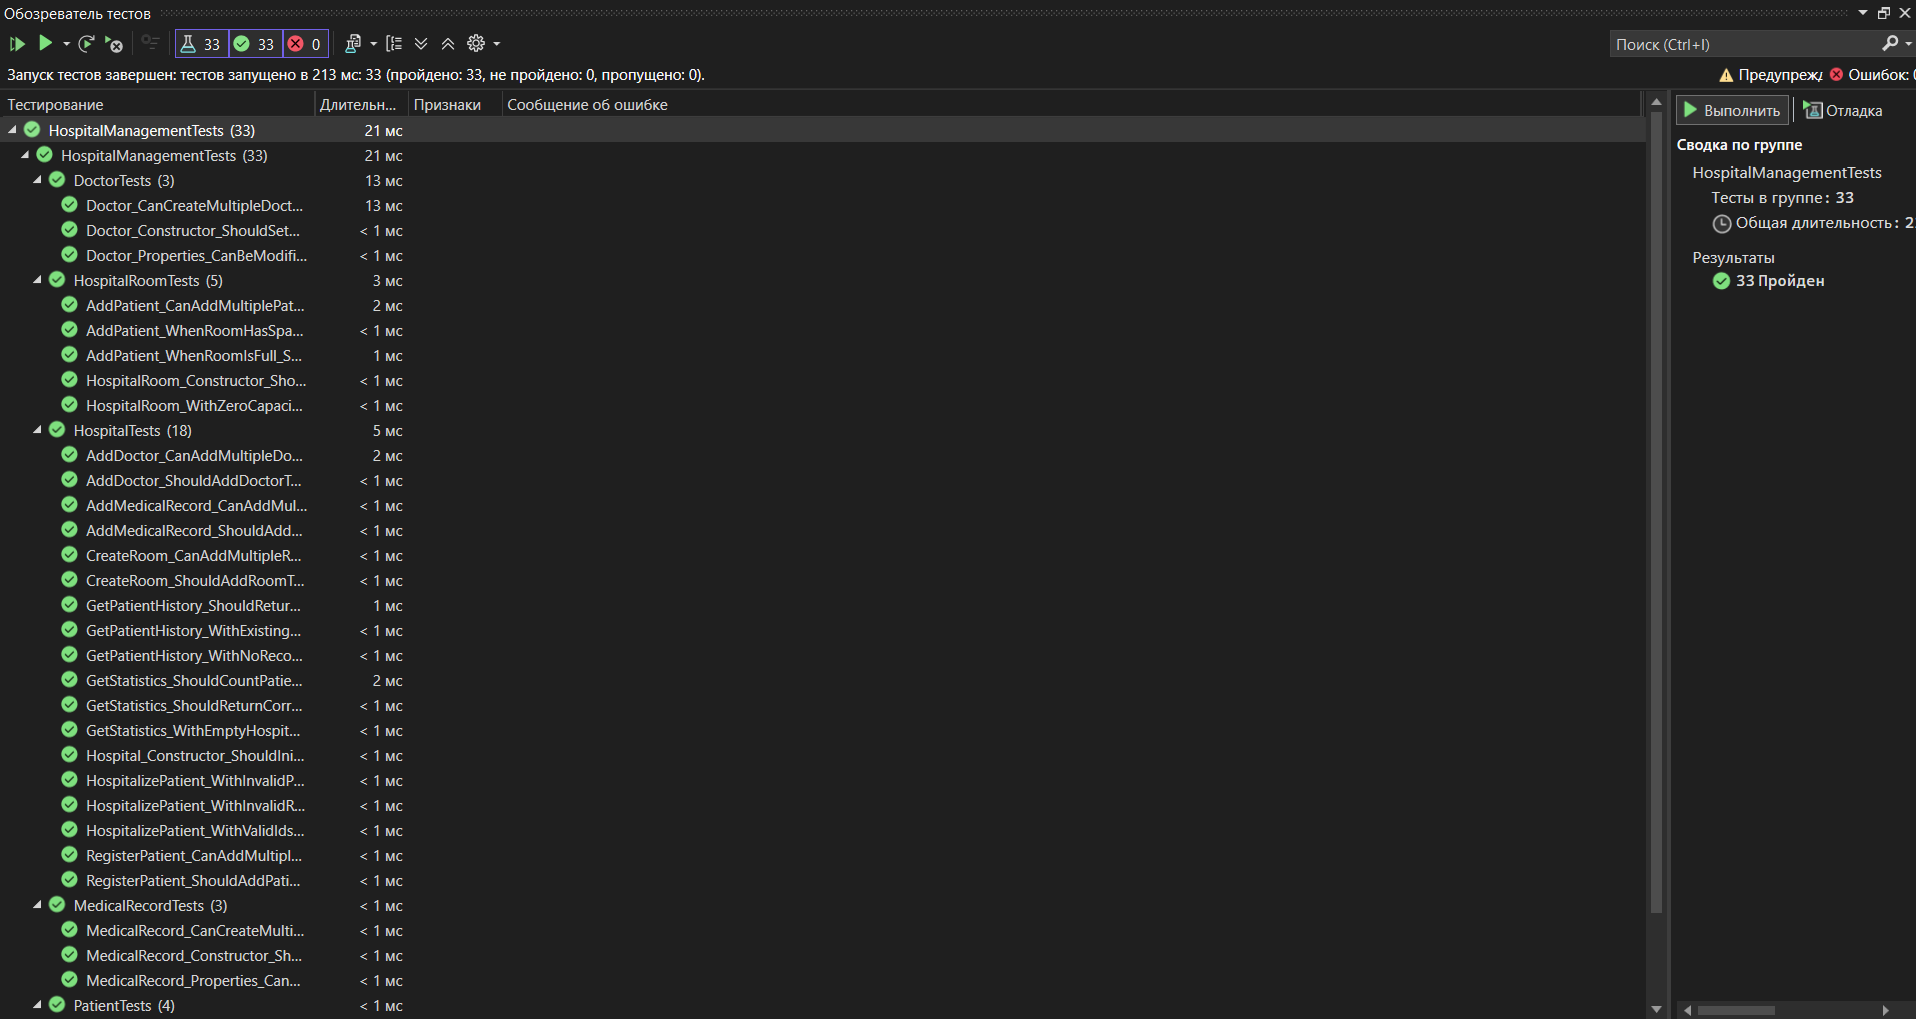 Обозреватель тестов
33 33 0
Поиск (Ctrl+I)
Запуск тестов завершен: тестов запущено в 213 мс: 33 (пройдено: 33, не пройдено: 0, пропущено: 0).
Предупреж Ошибок: 0
Тестирование Длительн... Признаки Сообщение об ошибке
HospitalManagementTests (33) 21 мс
HospitalManagementTests (33) 21 мс
DoctorTests (3) 13 мс
Doctor_CanCreateMultipleDoct... 13 мс
Doctor_Constructor_ShouldSet... < 1 мс
Doctor_Properties_CanBeModifi... < 1 мс
HospitalRoomTests (5) 3 мс
AddPatient_CanAddMultiplePat... 2 мс
AddPatient_WhenRoomHasSpa... < 1 мс
AddPatient_WhenRoomIsFull_S... 1 мс
HospitalRoom_Constructor_Sho... < 1 мс
HospitalRoom_WithZeroCapaci... < 1 мс
HospitalTests (18) 5 мс
AddDoctor_CanAddMultipleDo... 2 мс
AddDoctor_ShouldAddDoctorT... < 1 мс
AddMedicalRecord_CanAddMul... < 1 мс
AddMedicalRecord_ShouldAdd... < 1 мс
CreateRoom_CanAddMultipleR... < 1 мс
CreateRoom_ShouldAddRoomT... < 1 мс
GetPatientHistory_ShouldRetur... 1 мс
GetPatientHistory_WithExisting... < 1 мс
GetPatientHistory_WithNoReco... < 1 мс
GetStatistics_ShouldCountPatie... 2 мс
GetStatistics_ShouldReturnCorr... < 1 мс
GetStatistics_WithEmptyHospit... < 1 мс
Hospital_Constructor_ShouldIni... < 1 мс
HospitalizePatient_WithInvalidP... < 1 мс
HospitalizePatient_WithInvalidR... < 1 мс
HospitalizePatient_WithValidIds... < 1 мс
RegisterPatient_CanAddMultipl... < 1 мс
RegisterPatient_ShouldAddPati... < 1 мс
MedicalRecordTests (3) < 1 мс
MedicalRecord_CanCreateMulti... < 1 мс
MedicalRecord_Constructor_Sh... < 1 мс
MedicalRecord_Properties_Can... < 1 мс
PatientTests (4) < 1 мс
Выполнить Отладка
Сводка по группе
HospitalManagementTests
Тесты в группе: 33
Общая длительность: 2
Результаты
33 Пройден